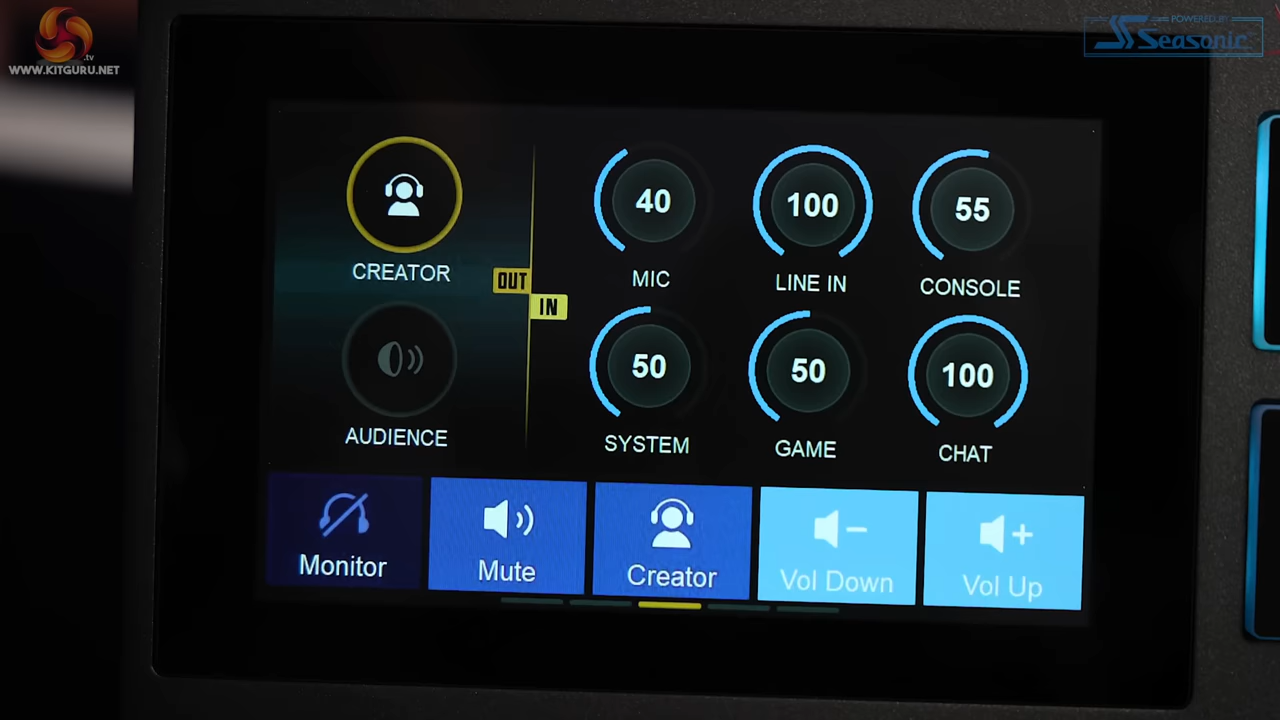 .tv
WWW.KITGURU.NET
POWERED BY
Seasonic
CREATOR
AUDIENCE
OUT
IN
40
MIC
100
LINE IN
55
CONSOLE
50
SYSTEM
50
GAME
100
CHAT
Monitor
Mute
Creator
Vol Down
Vol Up